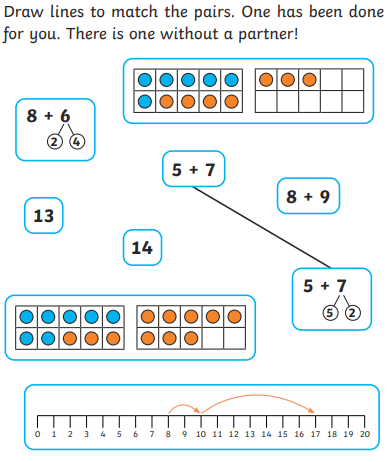 Draw lines to match the pairs. One has been done
for you. There is one without a partner!
8 + 6
2 4
5 + 7
8 + 9
13
14
5 + 7
5 2
0 1 2 3 4 5 6 7 8 9 10 11 12 13 14 15 16 17 18 19 20